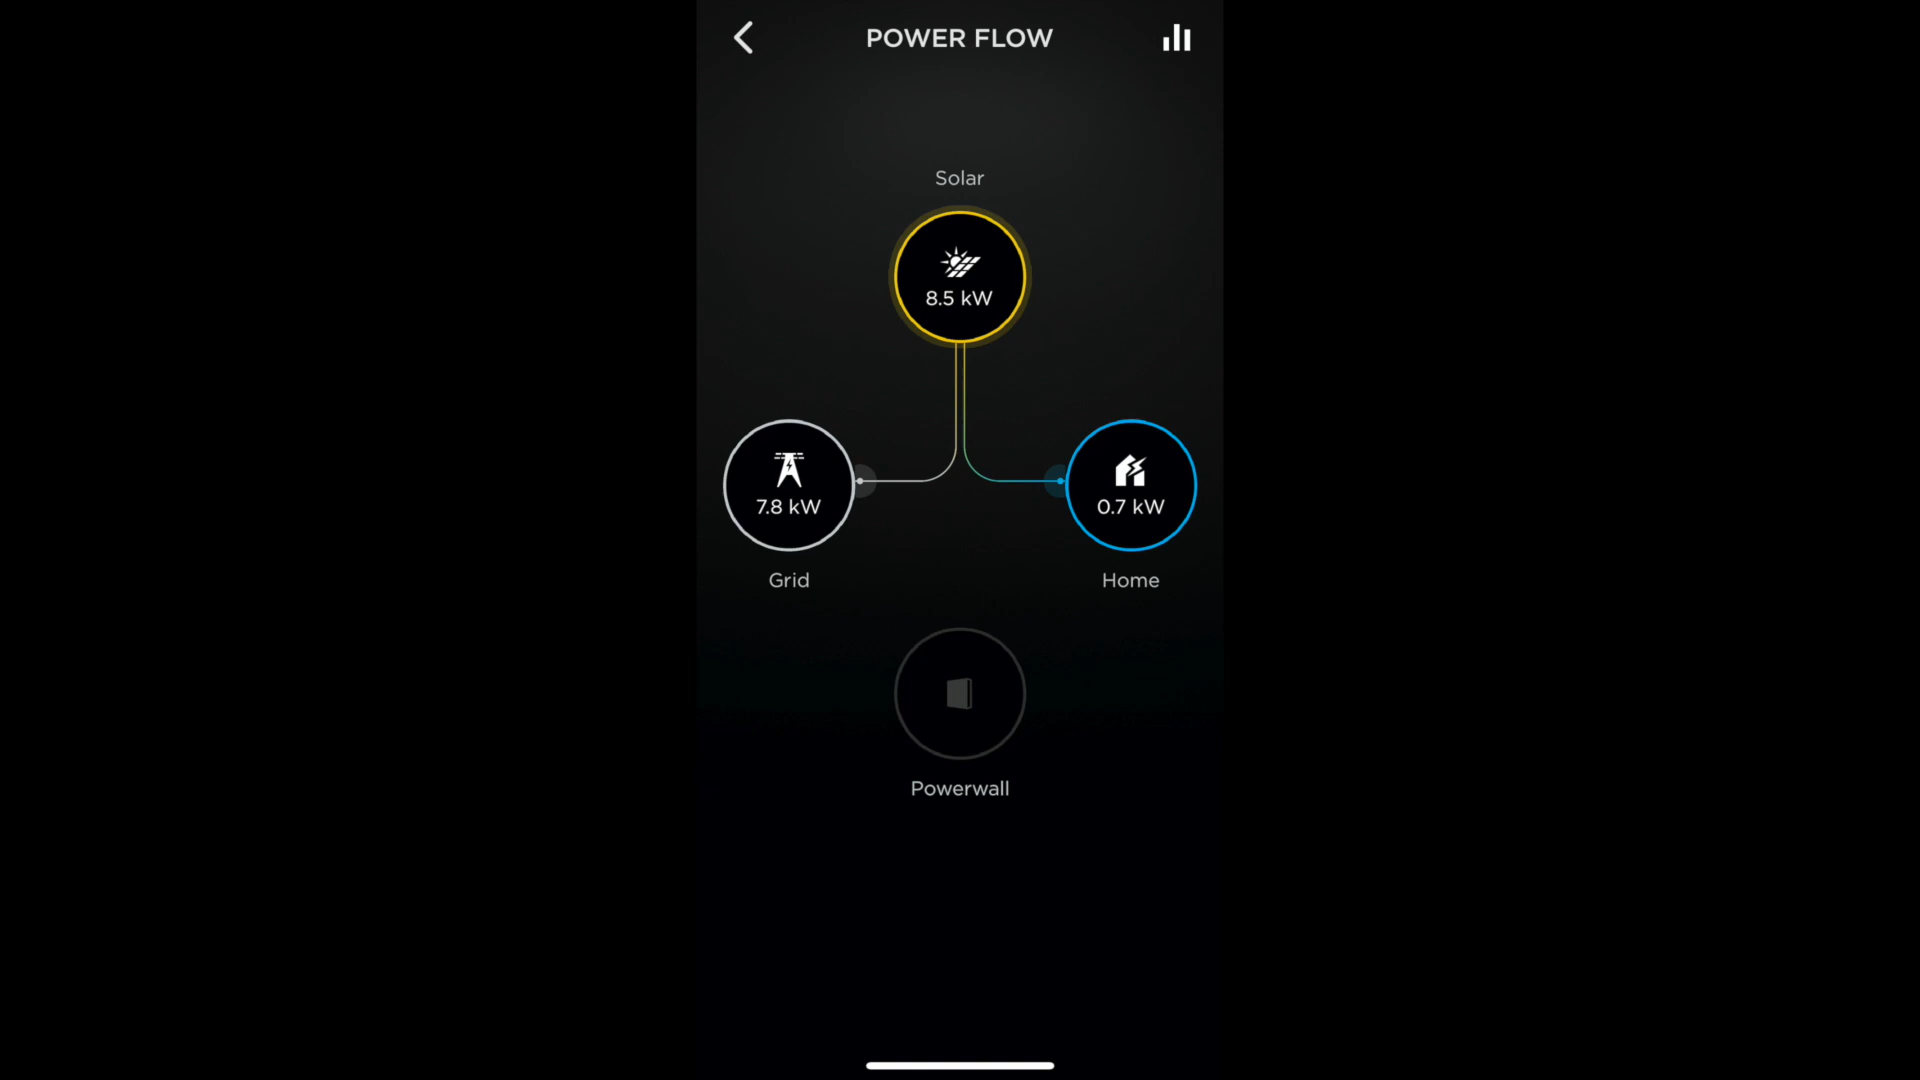 POWER FLOW
Solar
8.5 kW
7.8 kW
0.7 kW
Grid
Home
Powerwall